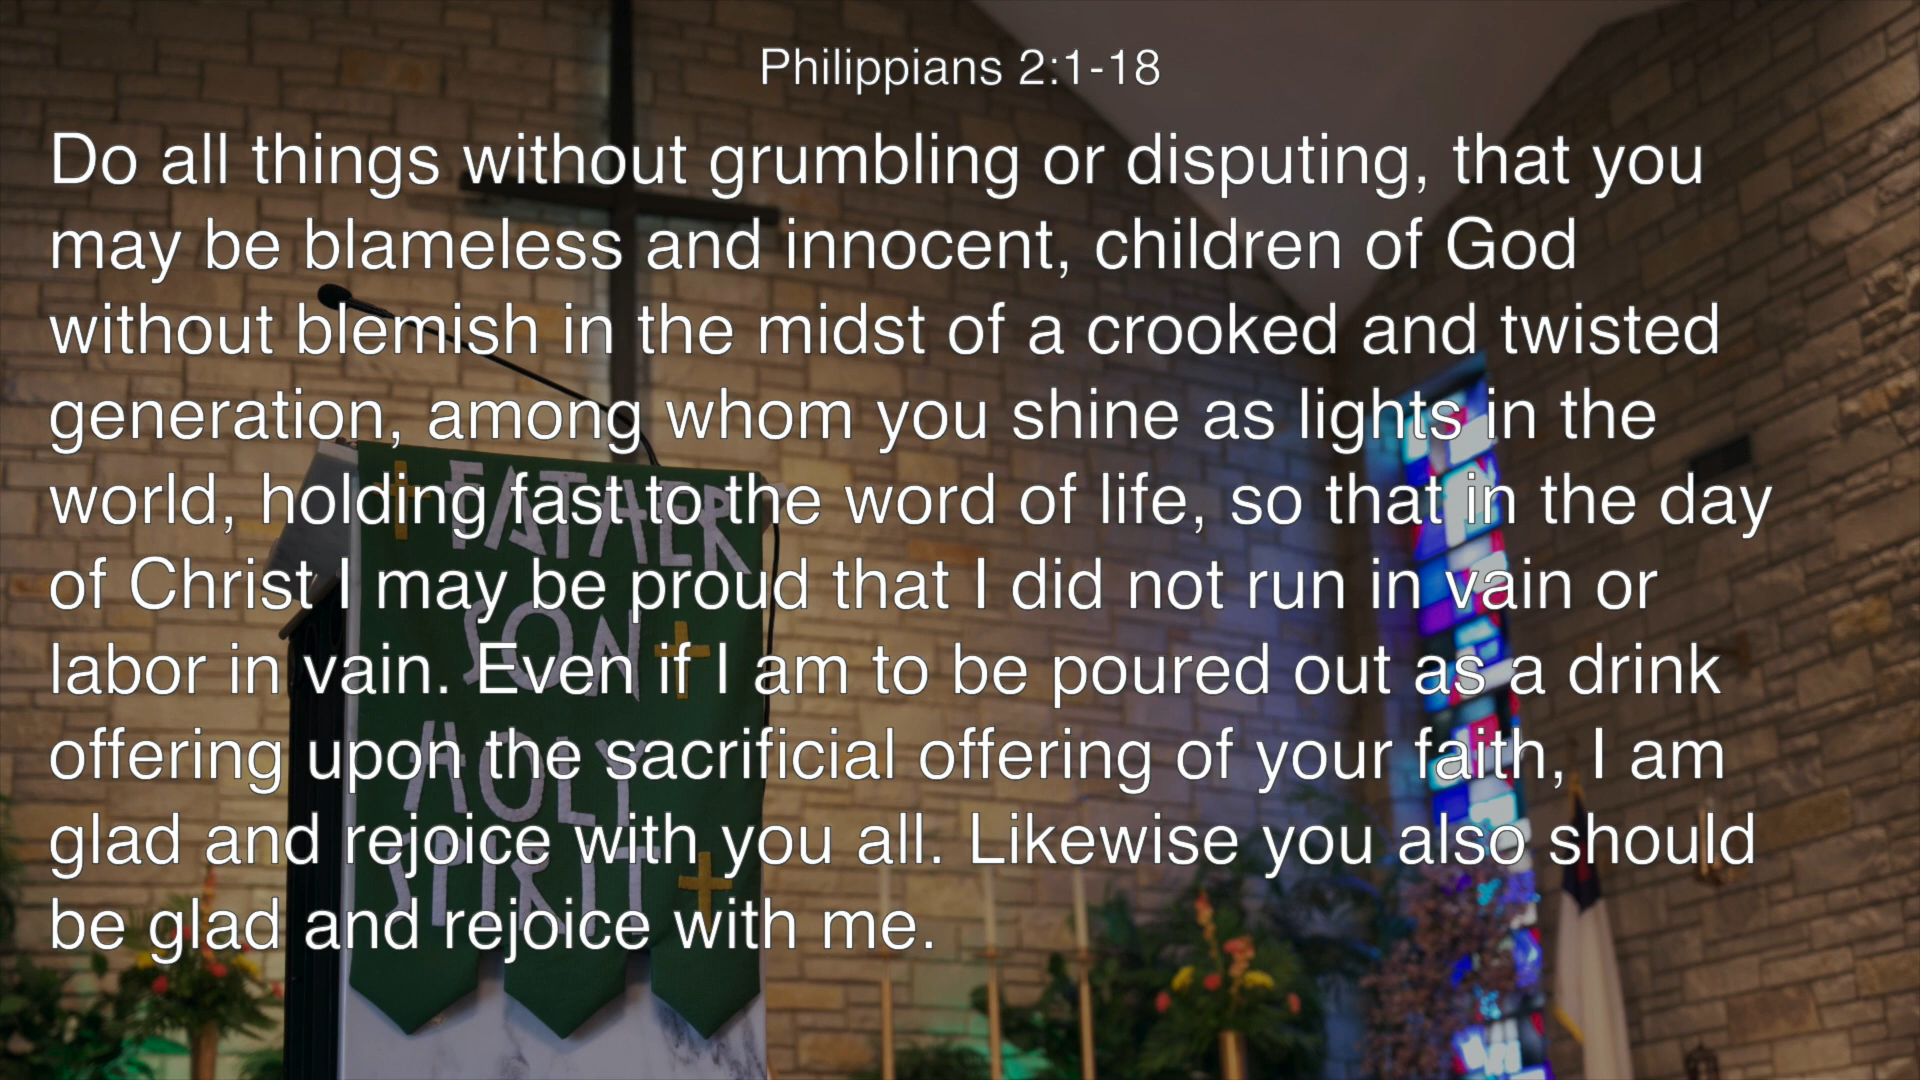 Philippians 2:1-18
Do all things without grumbling or disputing, that you
may be blameless and innocent, children of God
without blemish in the midst of a crooked and twisted
generation, among whom you shine as lights in the
world, holding fast to the word of life, so that in the day
of Christ I may be proud that I did not run in vain or
labor in vain. Even if I am to be poured out as a drink
offering upon the sacrificial offering of your faith, I am
glad and rejoice with you all. Likewise you also should
be glad and rejoice with me.
FATHER
SON
HOLY
SPIRIT